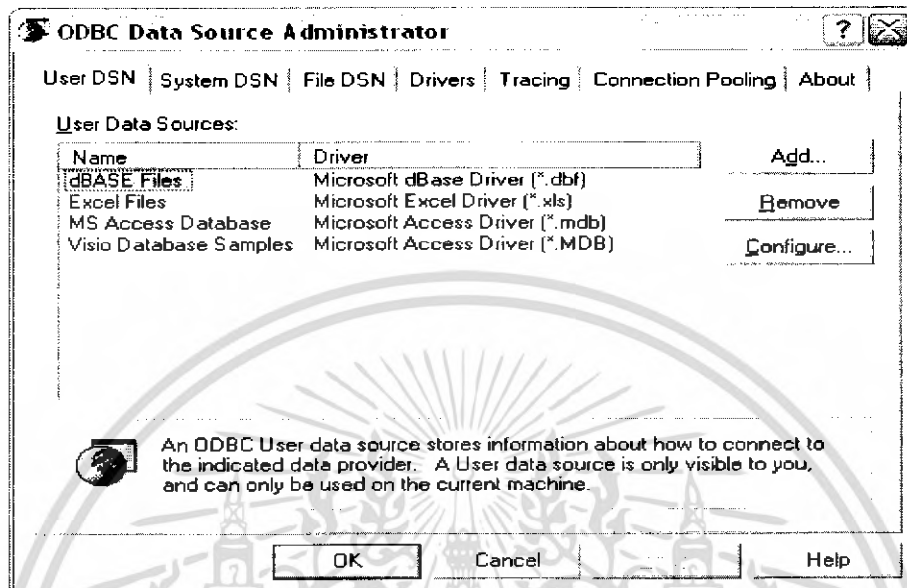 ODBC Data Source Administrator
?
User DSN System DSN File DSN Drivers Tracing Connection Pooling About
User Data Sources:
Name Driver
dBASE Files Microsoft dBase Driver (*.dbf)
Excel Files Microsoft Excel Driver (*.xls)
MS Access Database Microsoft Access Driver (*.mdb)
Visio Database Samples Microsoft Access Driver (*.MDB)
Add...
Remove
Configure...
An ODBC User data source stores information about how to connect to
the indicated data provider. A User data source is only visible to you,
and can only be used on the current machine.
OK Cancel Help